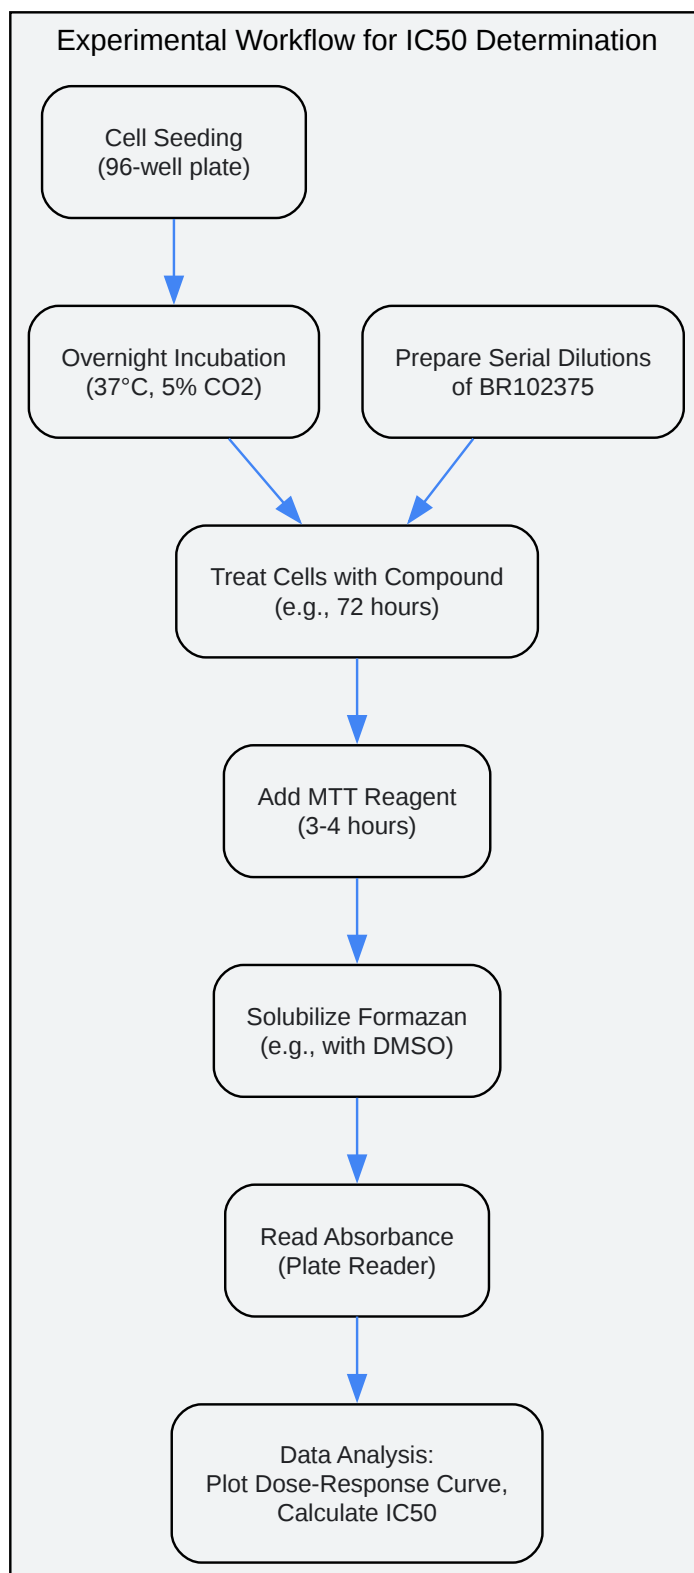 Experimental Workflow for IC50 Determination
Cell Seeding
(96-well plate)
Overnight Incubation
(37°C, 5% CO2)
Prepare Serial Dilutions
of BR102375
Treat Cells with Compound
(e.g., 72 hours)
Add MTT Reagent
(3-4 hours)
Solubilize Formazan
(e.g., with DMSO)
Read Absorbance
(Plate Reader)
Data Analysis:
Plot Dose-Response Curve,
Calculate IC50